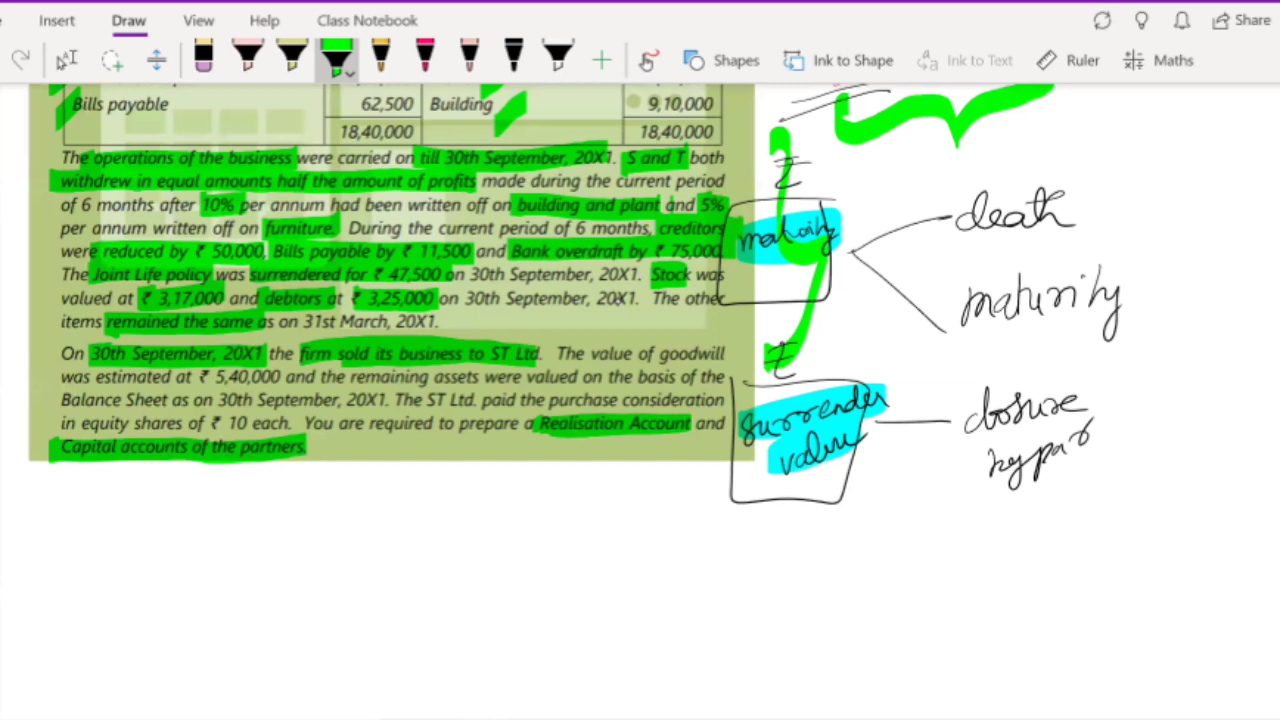 Insert Draw View Help Class Notebook Share
Shapes Ink to Shape Ink to Text Ruler Maths
Bills payable 62,500 Building 9,10,000
18,40,000 18,40,000
The operations of the business were carried on till 30th September, 20X1. S and T both
withdrew in equal amounts half the amount of profits made during the current period
of 6 months after 10% per annum had been written off on building and plant and 5%
per annum written off on furniture. During the current period of 6 months, creditors
were reduced by ₹ 50,000, Bills payable by ₹ 11,500 and Bank overdraft by ₹ 75,000.
The Joint Life policy was surrendered for ₹ 47,500 on 30th September, 20X1. Stock was
valued at ₹ 3,17,000 and debtors at ₹ 3,25,000 on 30th September, 20X1. The other
items remained the same as on 31st March, 20X1.
On 30th September, 20X1 the firm sold its business to ST Ltd. The value of goodwill
was estimated at ₹ 5,40,000 and the remaining assets were valued on the basis of the
Balance Sheet as on 30th September, 20X1. The ST Ltd. paid the purchase consideration
in equity shares of ₹ 10 each. You are required to prepare a Realisation Account and
Capital accounts of the partners.
₹
maturity
death
maturity
₹
surrender
value
closure